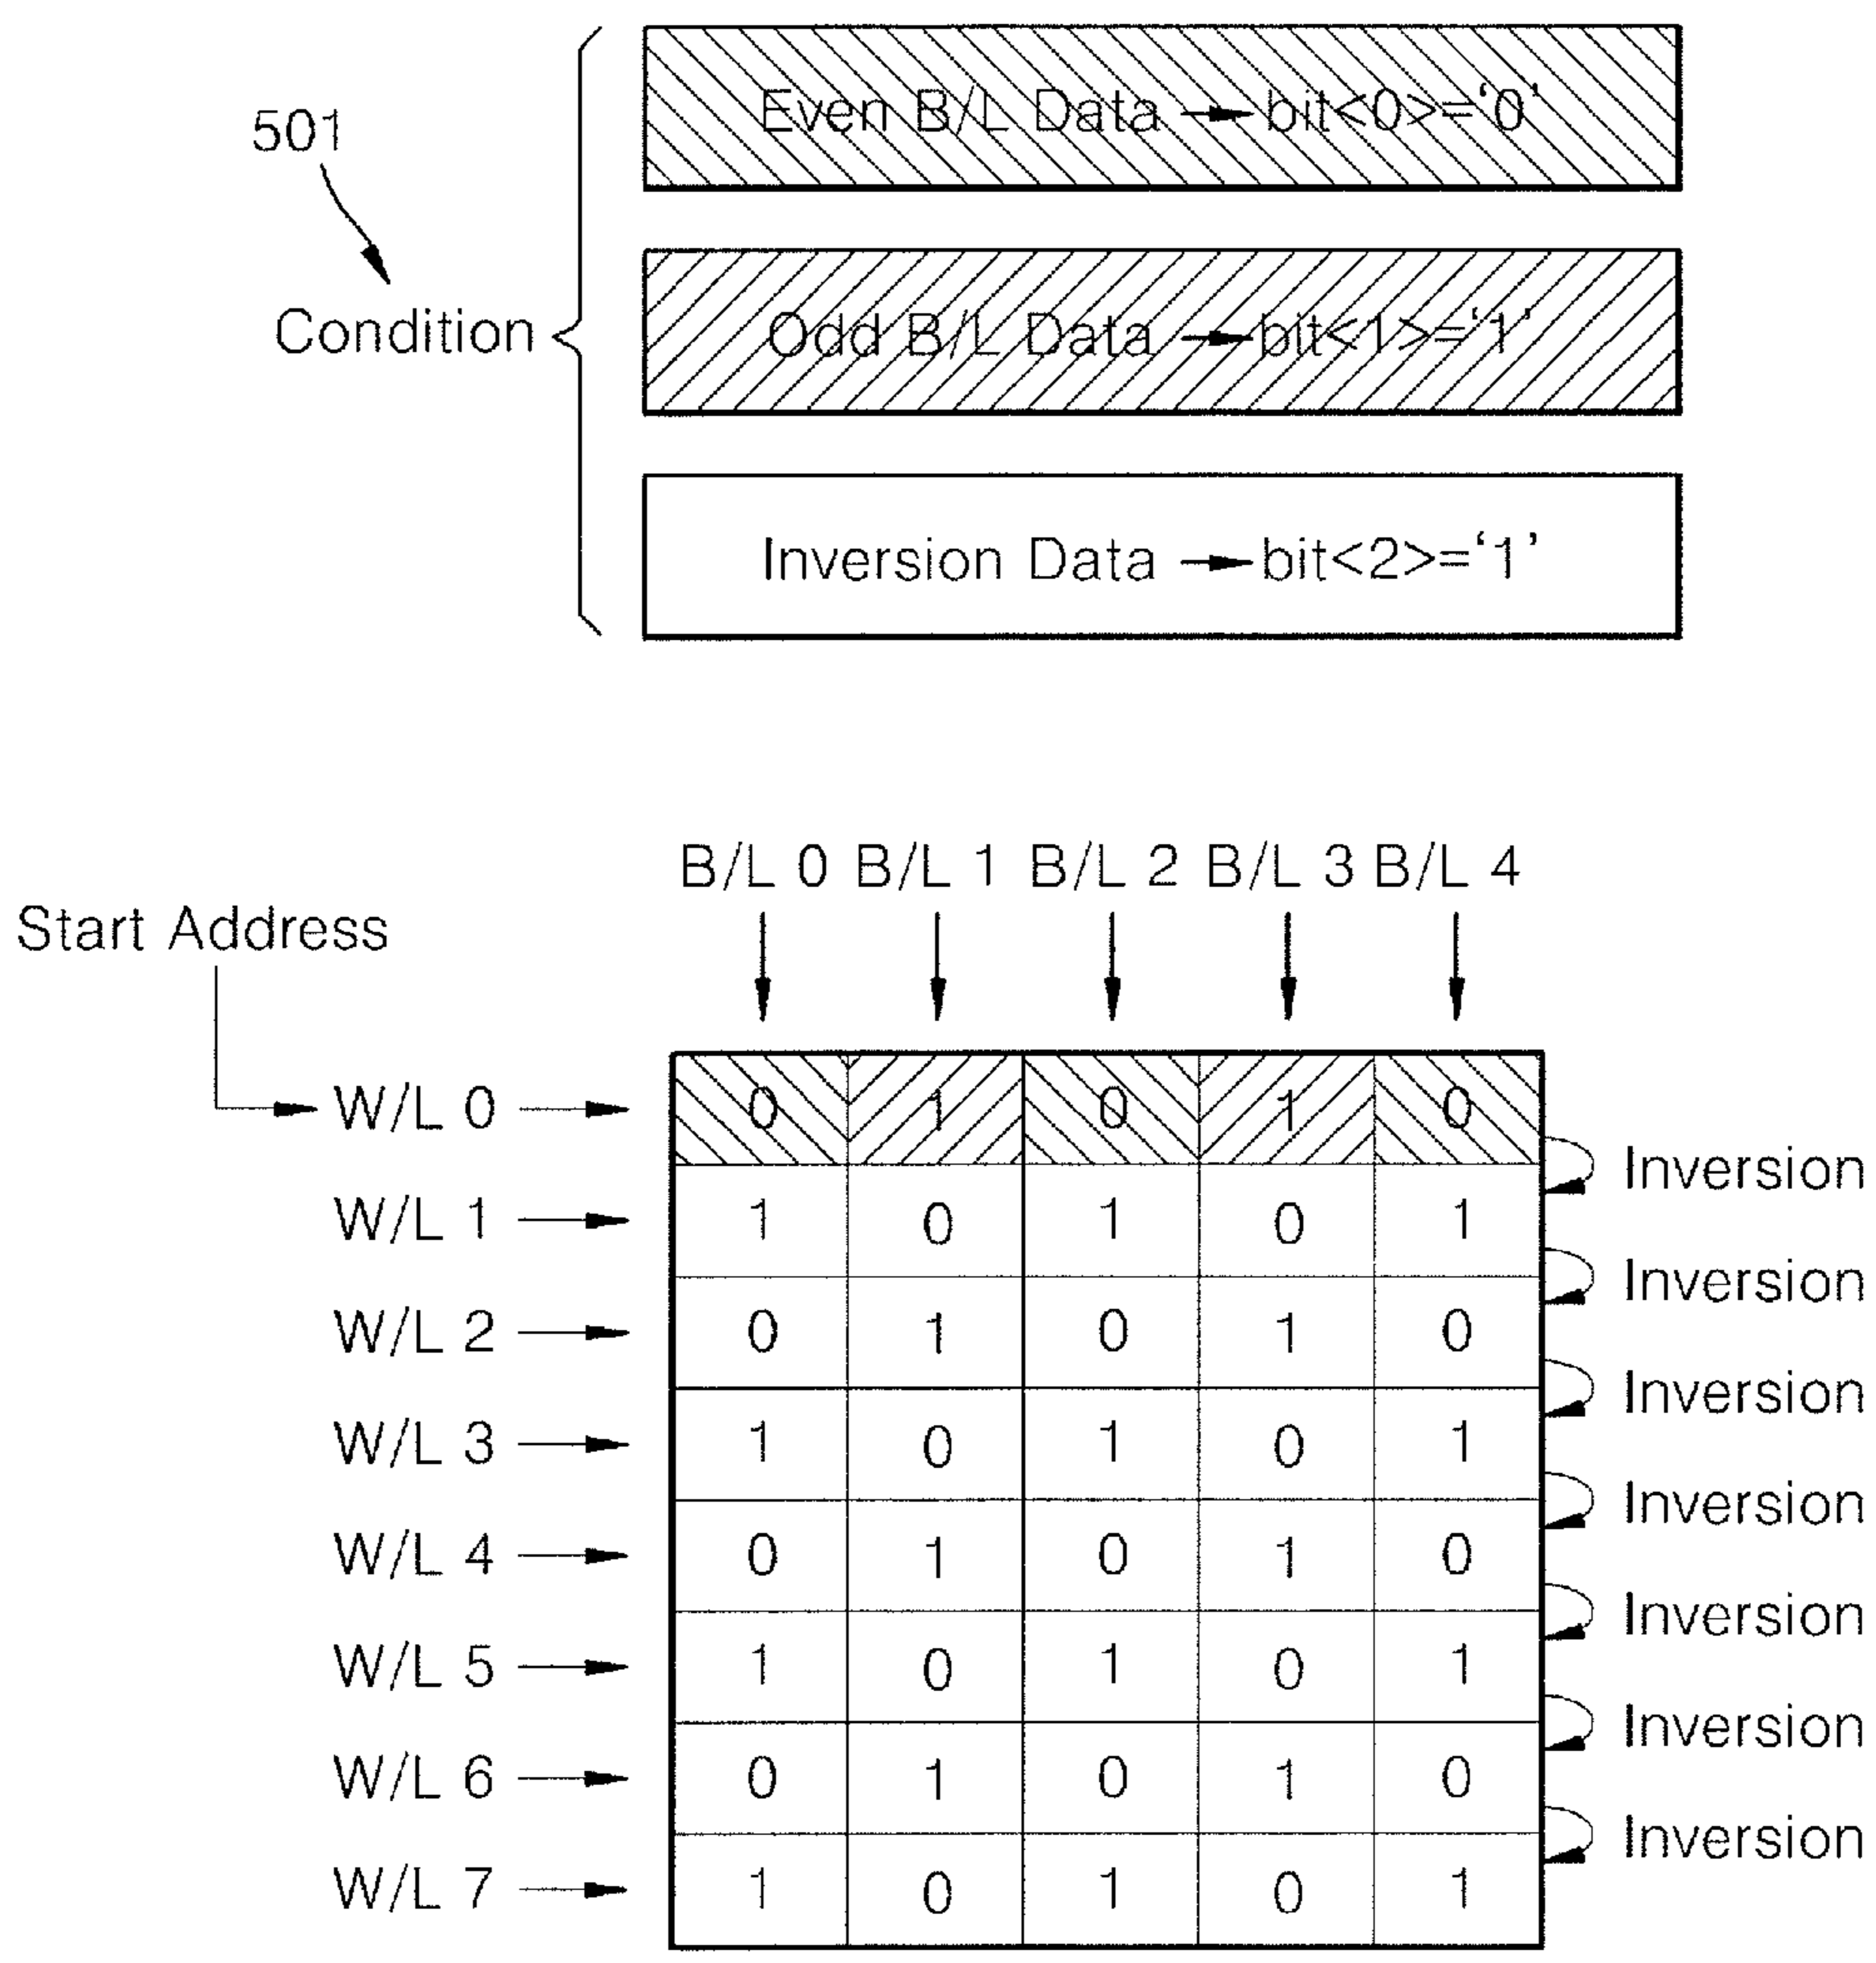 Even B/L Data → bit<0>='0'
501
Odd B/L Data → bit<1>='1'
Condition
Inversion Data → bit<2>='1'
B/L 0 B/L 1 B/L 2 B/L 3 B/L 4
Start Address
W/L 0 0 1 0 1 0
Inversion
W/L 1 1 0 1 0 1
Inversion
W/L 2 0 1 0 1 0
Inversion
W/L 3 1 0 1 0 1
Inversion
W/L 4 0 1 0 1 0
Inversion
W/L 5 1 0 1 0 1
Inversion
W/L 6 0 1 0 1 0
Inversion
W/L 7 1 0 1 0 1